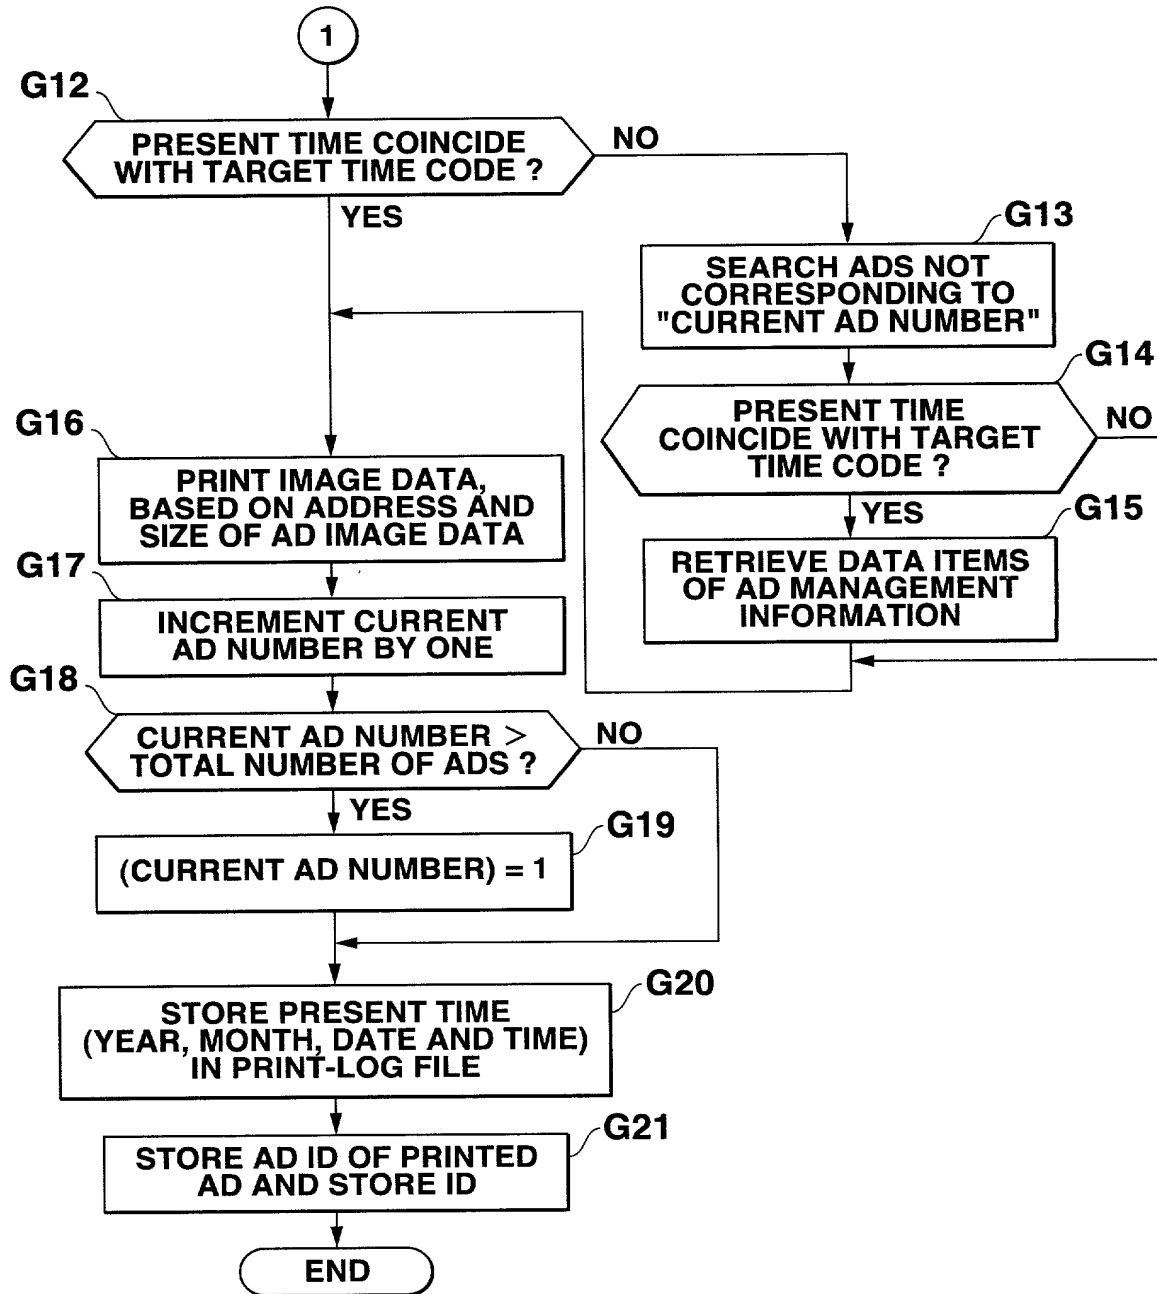 1
G12
PRESENT TIME COINCIDE
WITH TARGET TIME CODE ?
NO
YES
G13
SEARCH ADS NOT
CORRESPONDING TO
"CURRENT AD NUMBER"
G14
PRESENT TIME
COINCIDE WITH TARGET
TIME CODE ?
NO
YES
G15
RETRIEVE DATA ITEMS
OF AD MANAGEMENT
INFORMATION
G16
PRINT IMAGE DATA,
BASED ON ADDRESS AND
SIZE OF AD IMAGE DATA
G17
INCREMENT CURRENT
AD NUMBER BY ONE
G18
CURRENT AD NUMBER >
TOTAL NUMBER OF ADS ?
NO
YES
G19
(CURRENT AD NUMBER) = 1
G20
STORE PRESENT TIME
(YEAR, MONTH, DATE AND TIME)
IN PRINT-LOG FILE
G21
STORE AD ID OF PRINTED
AD AND STORE ID
END